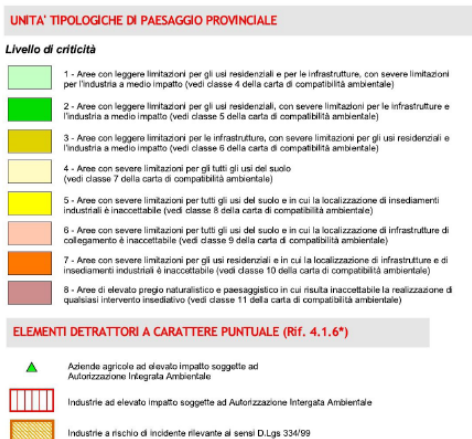 UNITA' TIPOLOGICHE DI PAESAGGIO PROVINCIALE
Livello di criticità
1 - Aree con leggere limitazioni per gli usi residenziali e per le infrastrutture, con severe limitazioni
per l'industria a medio impatto (vedi classe 4 della carta di compatibilità ambientale)
2 - Aree con leggere limitazioni per gli usi residenziali, con severe limitazioni per le infrastrutture e
l'industria a medio impatto (vedi classe 5 della carta di compatibilità ambientale)
3 - Aree con leggere limitazioni per le infrastrutture, con severe limitazioni per gli usi residenziali e
l'industria a medio impatto (vedi classe 6 della carta di compatibilità ambientale)
4 - Aree con severe limitazioni per gli tutti gli usi del suolo
(vedi classe 7 della carta di compatibilità ambientale)
5 - Aree con severe limitazioni per tutti gli usi del suolo e in cui la localizzazione di insediamenti
industriali è inaccettabile (vedi classe 8 della carta di compatibilità ambientale)
6 - Aree con severe limitazioni per tutti gli usi del suolo e in cui la localizzazione di infrastrutture di
collegamento è inaccettabile (vedi classe 9 della carta di compatibilità ambientale)
7 - Aree con severe limitazioni per gli usi residenziali e in cui la localizzazione di infrastrutture e di
insediamenti industriali è inaccettabile (vedi classe 10 della carta di compatibilità ambientale)
8 - Aree di elevato pregio naturalistico e paesaggistico in cui risulta inaccettabile la realizzazione di
qualsiasi intervento insediativo (vedi classe 11 della carta di compatibilità ambientale)
ELEMENTI DETRATTORI A CARATTERE PUNTUALE (Rif. 4.1.6*)
Aziende agricole ad elevato impatto soggette ad
Autorizzazione Integrata Ambientale
Industrie ad elevato impatto soggette ad Autorizzazione Intergata Ambientale
Industrie a rischio di incidente rilevante ai sensi D.Lgs 334/99